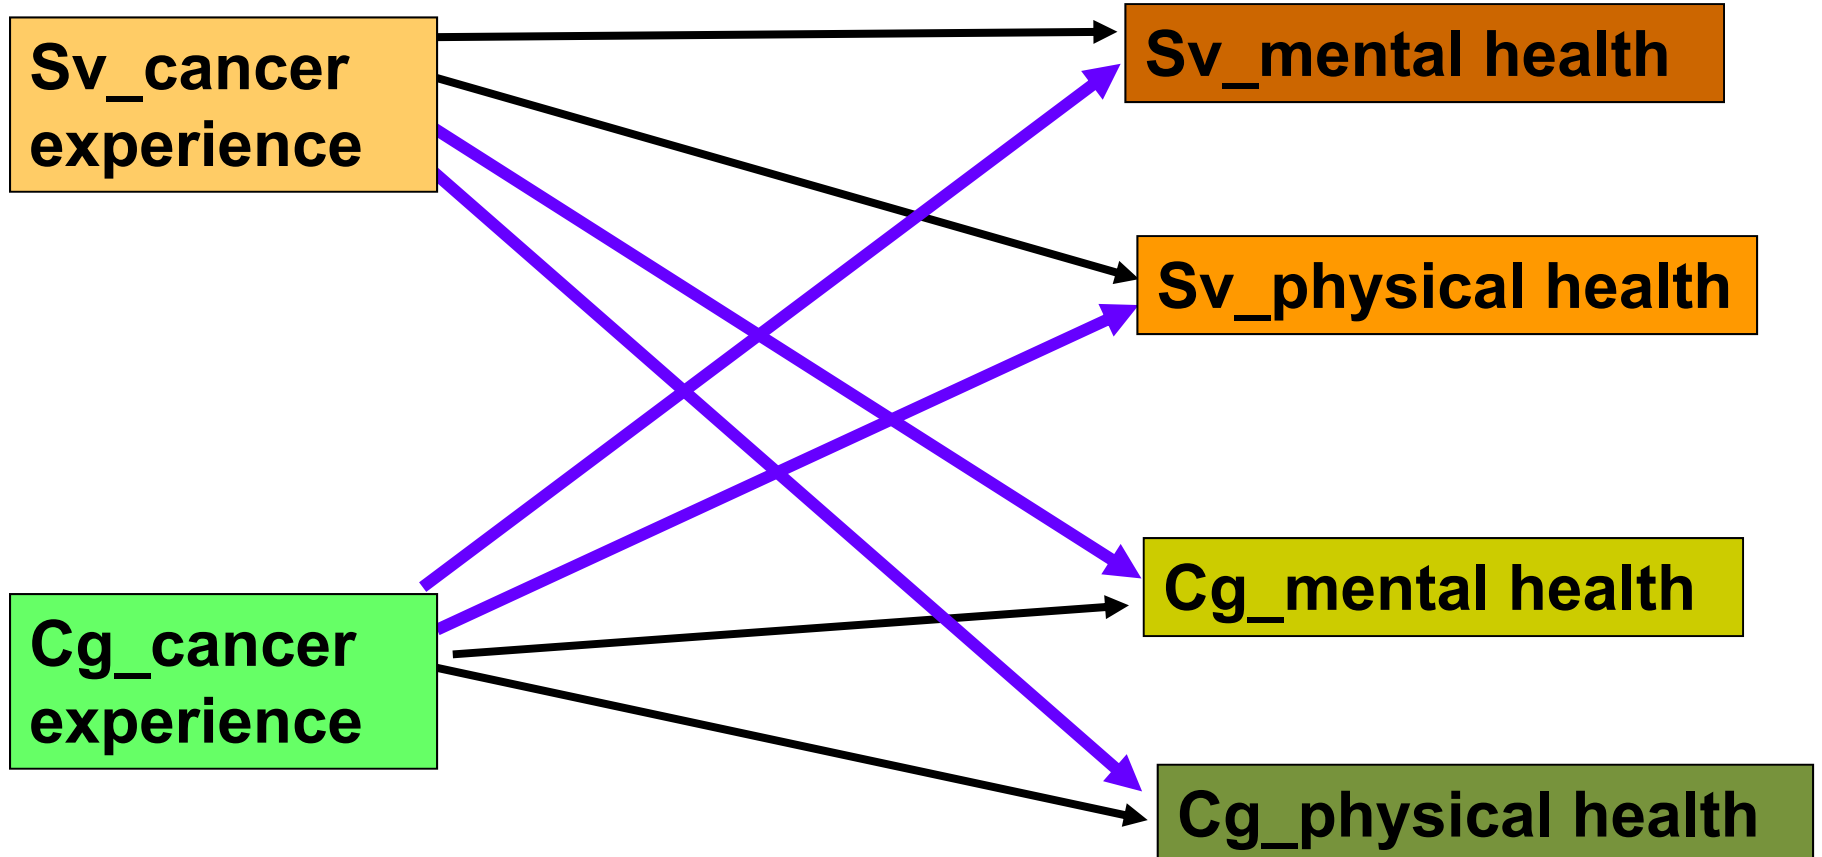 Sv_cancer
experience
Sv_mental health
Sv_physical health
Cg_cancer
experience
Cg_mental health
Cg_physical health